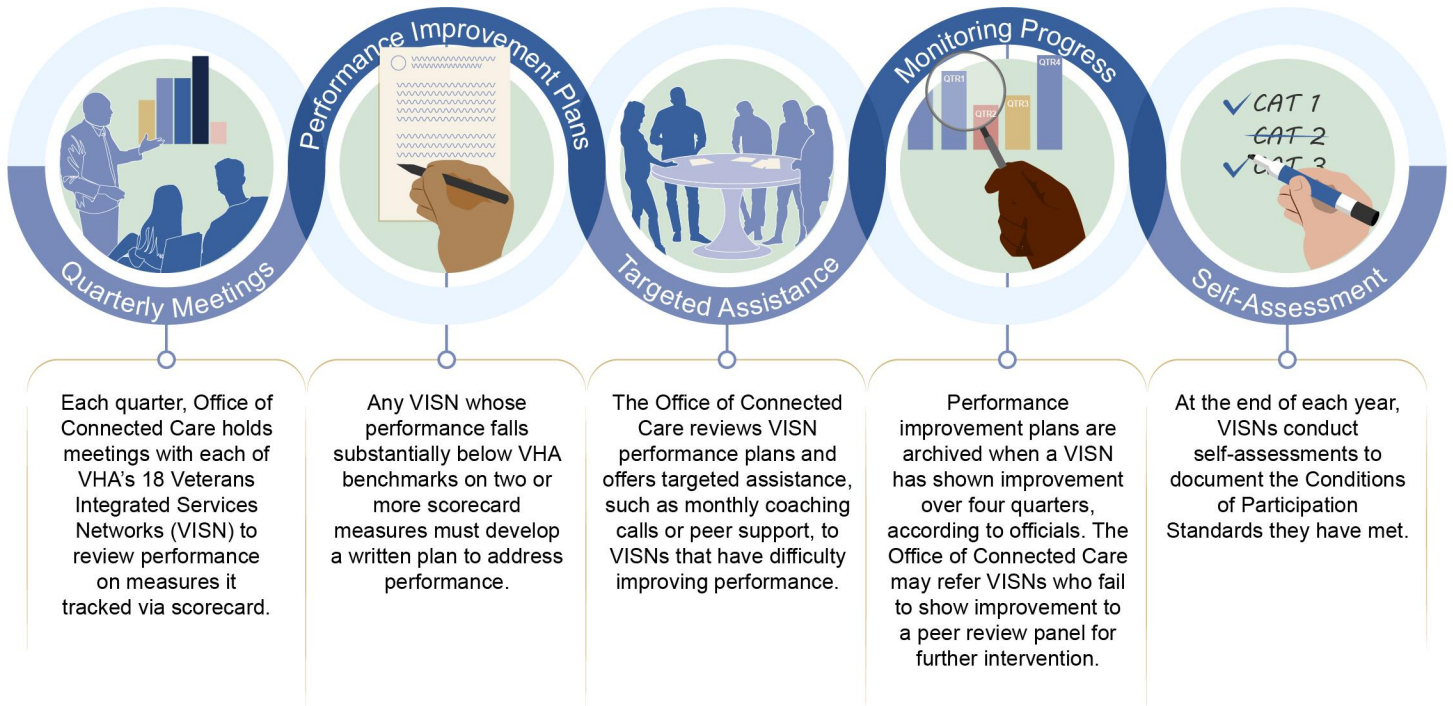 Quarterly Meetings
Each quarter, Office of
Connected Care holds
meetings with each of
VHA's 18 Veterans
Integrated Services
Networks (VISN) to
review performance
on measures it
tracked via scorecard.
Performance Improvement Plans
Any VISN whose
performance falls
substantially below VHA
benchmarks on two or
more scorecard
measures must develop
a written plan to address
performance.
Targeted Assistance
The Office of Connected
Care reviews VISN
performance plans and
offers targeted assistance,
such as monthly coaching
calls or peer support, to
VISNs that have difficulty
improving performance.
Monitoring Progress
QTR1
QTR2
QTR3
QTR4
Performance
improvement plans are
archived when a VISN
has shown improvement
over four quarters,
according to officials. The
Office of Connected Care
may refer VISNs who fail
to show improvement to
a peer review panel for
further intervention.
Self-Assessment
CAT 1
CAT 2
CAT 3
At the end of each year,
VISNs conduct
self-assessments to
document the Conditions
of Participation
Standards they have met.